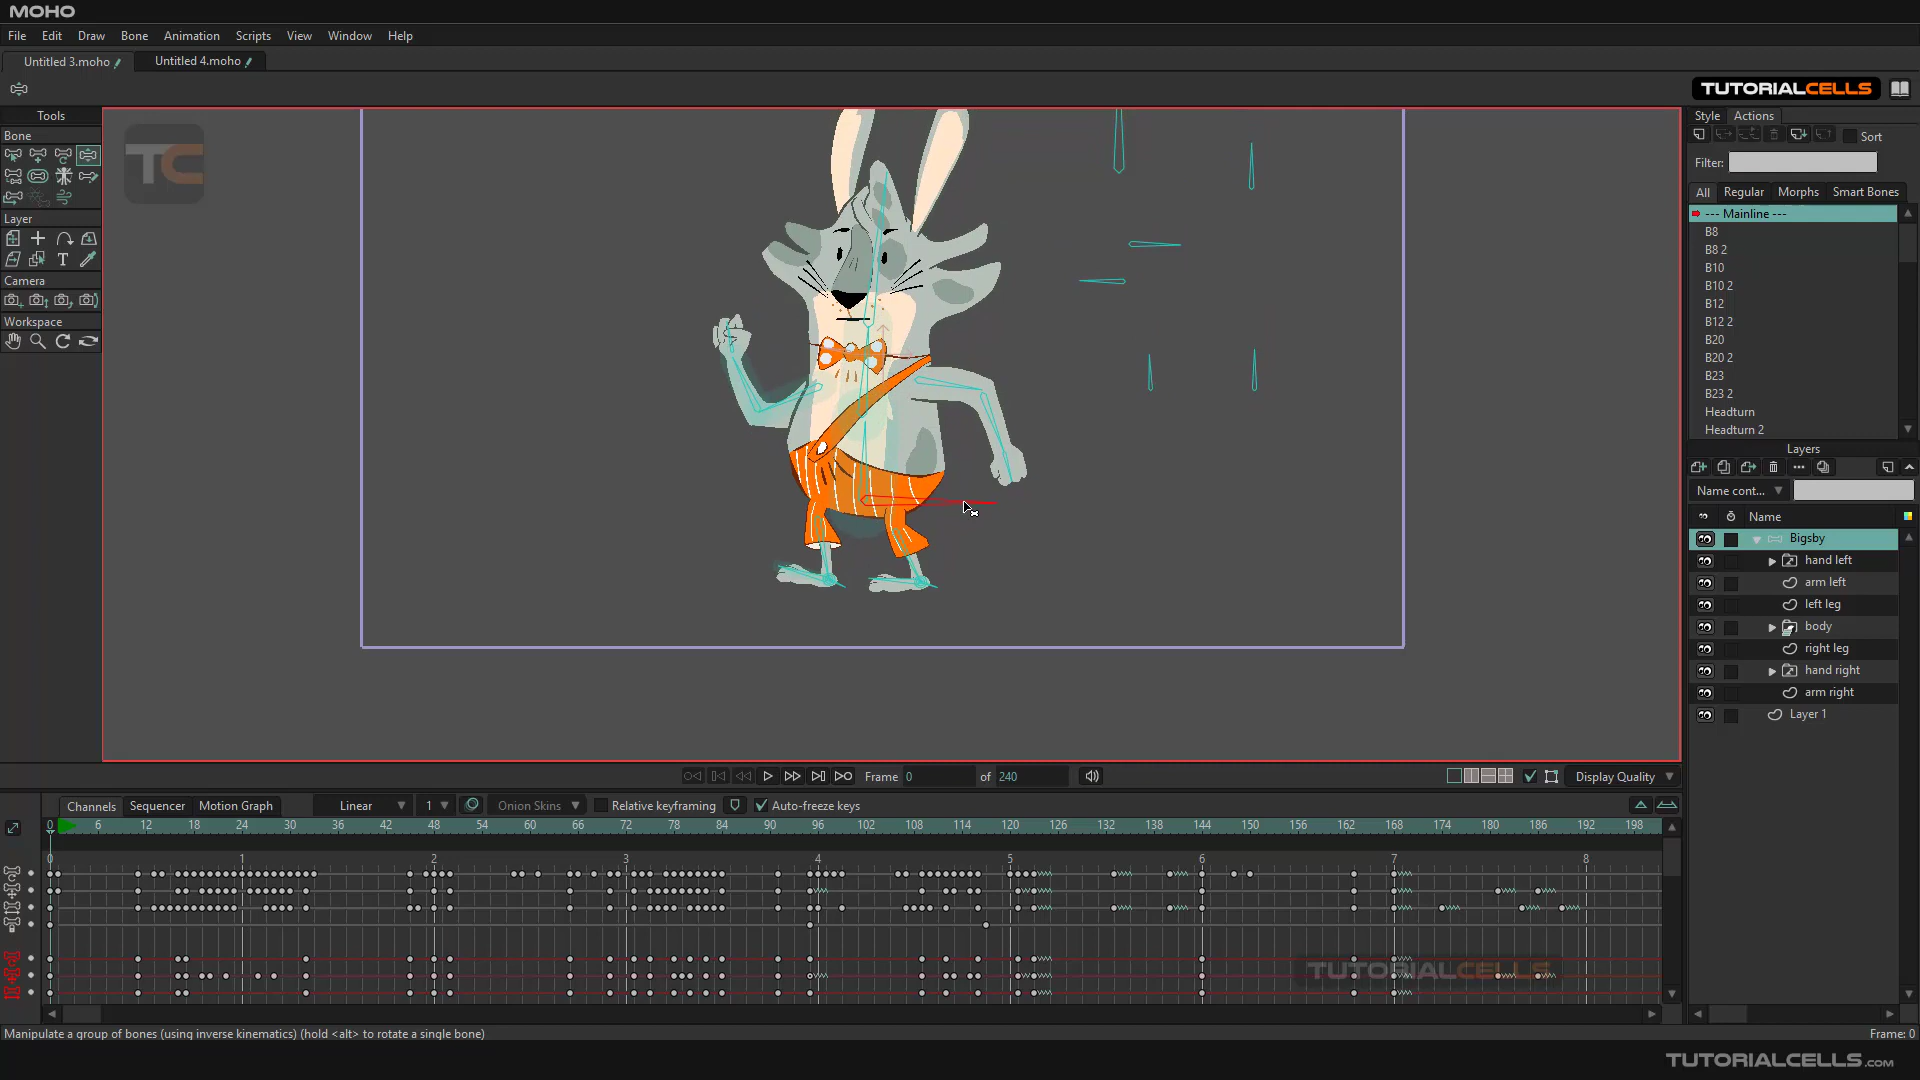 MOHO
File Edit Draw Bone Animation Scripts View Window Help
Untitled 3.moho Untitled 4.moho
TUTORIALCELLS
Tools
Bone
Layer
T
Camera
Workspace
TC
Style Actions
Sort
Filter:
All Regular Morphs Smart Bones
--- Mainline ---
B8
B8 2
B10
B10 2
B12
B12 2
B20
B20 2
B23
B23 2
Headturn
Headturn 2
Layers
Name cont...
Name
Bigsby
hand left
arm left
left leg
body
right leg
hand right
arm right
Layer 1
Frame 0 of 240 Display Quality
Channels Sequencer Motion Graph Linear 1 Onion Skins Relative keyframing Auto-freeze keys
0 6 12 18 24 30 36 42 48 54 60 66 72 78 84 90 96 102 108 114 120 126 132 138 144 150 156 162 168 174 180 186 192 198
0 1 2 3 4 5 6 7 8
TUTORIALCELLS
Manipulate a group of bones (using inverse kinematics) (hold <alt> to rotate a single bone) Frame: 0
TUTORIALCELLS.com